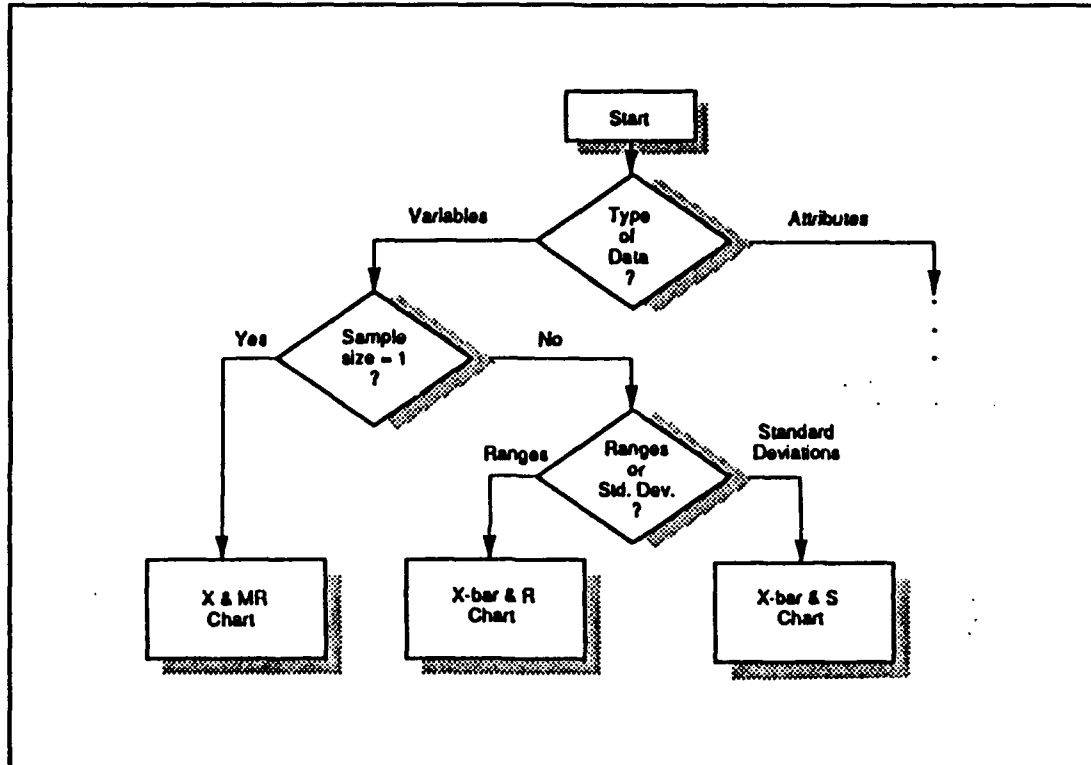 Start
Variables
Type
of
Data
?
Attributes
Yes
Sample
size = 1
?
No
Ranges
Ranges
or
Std. Dev.
?
Standard
Deviations
X & MR
Chart
X-bar & R
Chart
X-bar & S
Chart